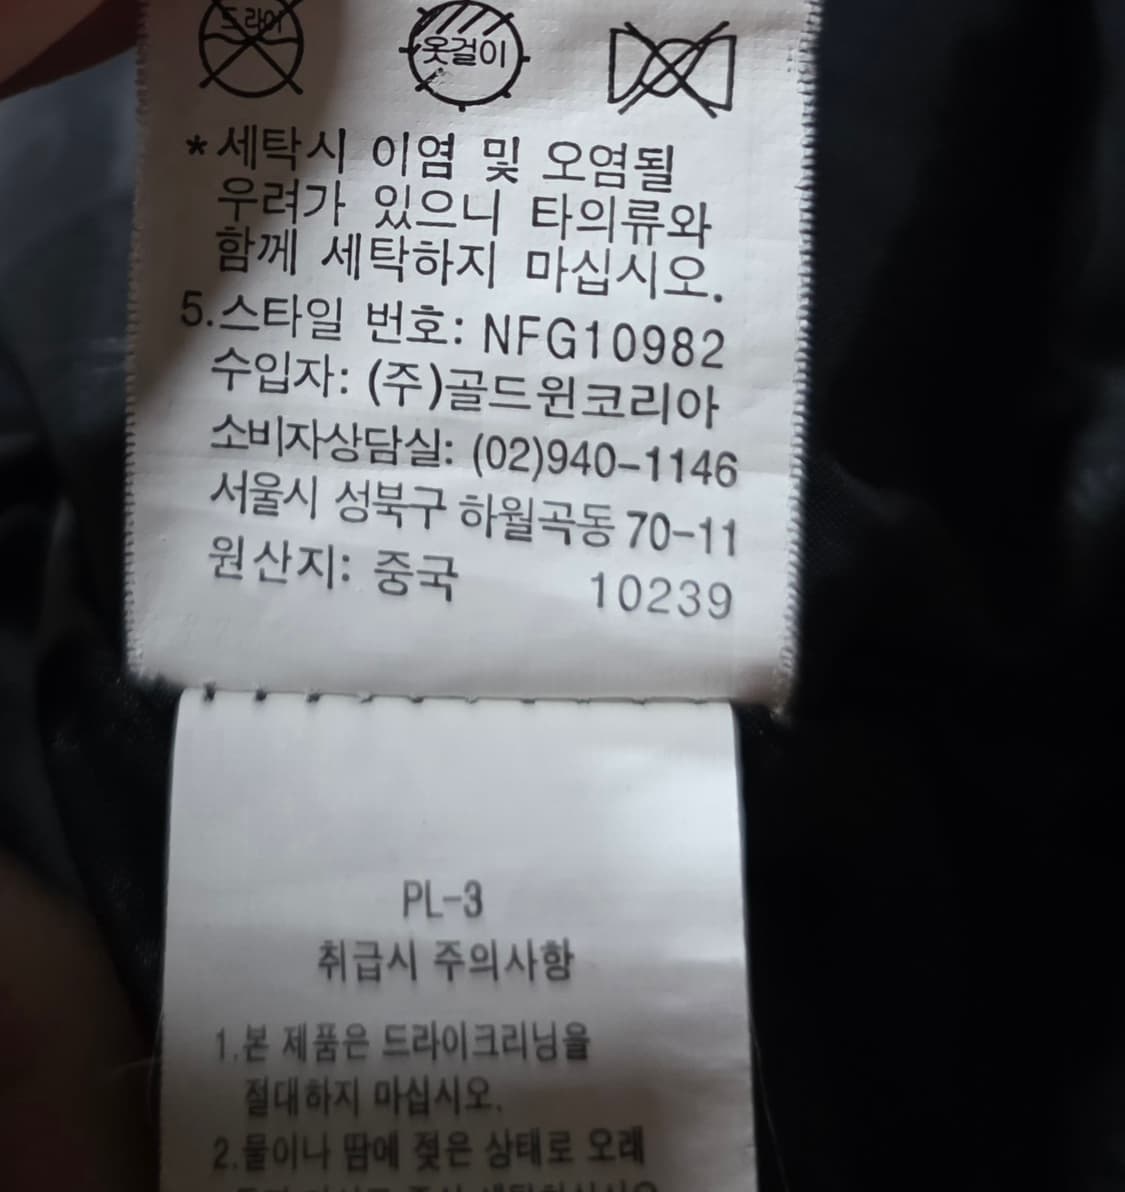 드라이
옷걸이
*세탁시 이염 및 오염될
우려가 있으니 타의류와
함께 세탁하지 마십시오.
5.스타일 번호: NFG10982
수입자: (주)골드윈코리아
소비자상담실: (02)940-1146
서울시 성북구 하월곡동 70-11
원산지: 중국 10239
PL-3
취급시 주의사항
1.본 제품은 드라이크리닝을
절대하지 마십시오.
2.물이나 땀에 젖은 상태로 오래